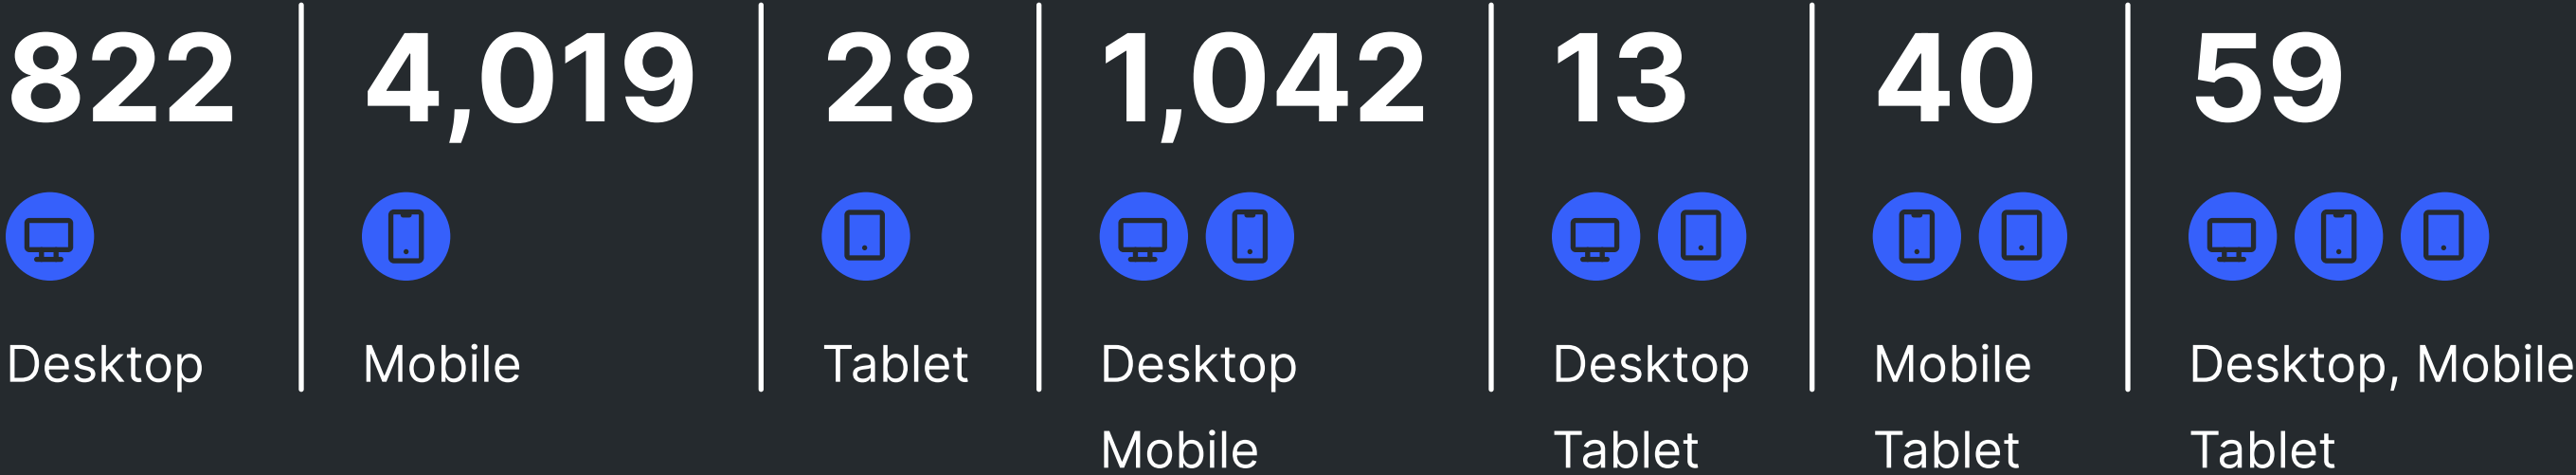 822
Desktop
4,019
Mobile
28
Tablet
1,042
Desktop
Mobile
13
Desktop
Tablet
40
Mobile
Tablet
59
Desktop, Mobile
Tablet